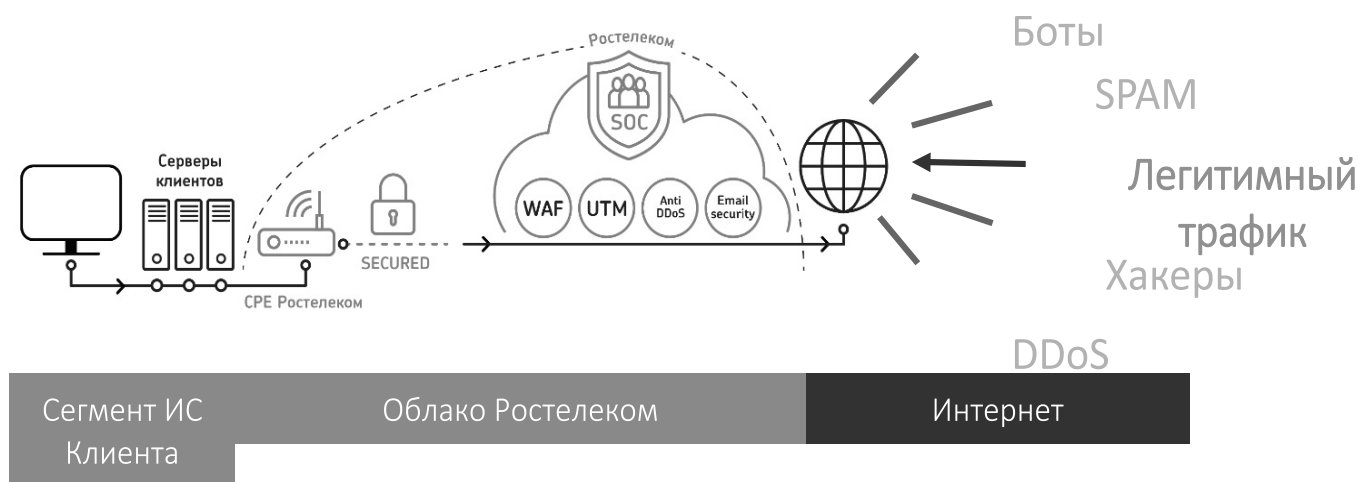 Ростелеком
SOC
Серверы
клиентов
WAF
UTM
Anti
DDoS
Email
security
SECURED
CPE Ростелеком
Боты
SPAM
Легитимный
трафик
Хакеры
DDoS
Сегмент ИС
Клиента
Облако Ростелеком
Интернет